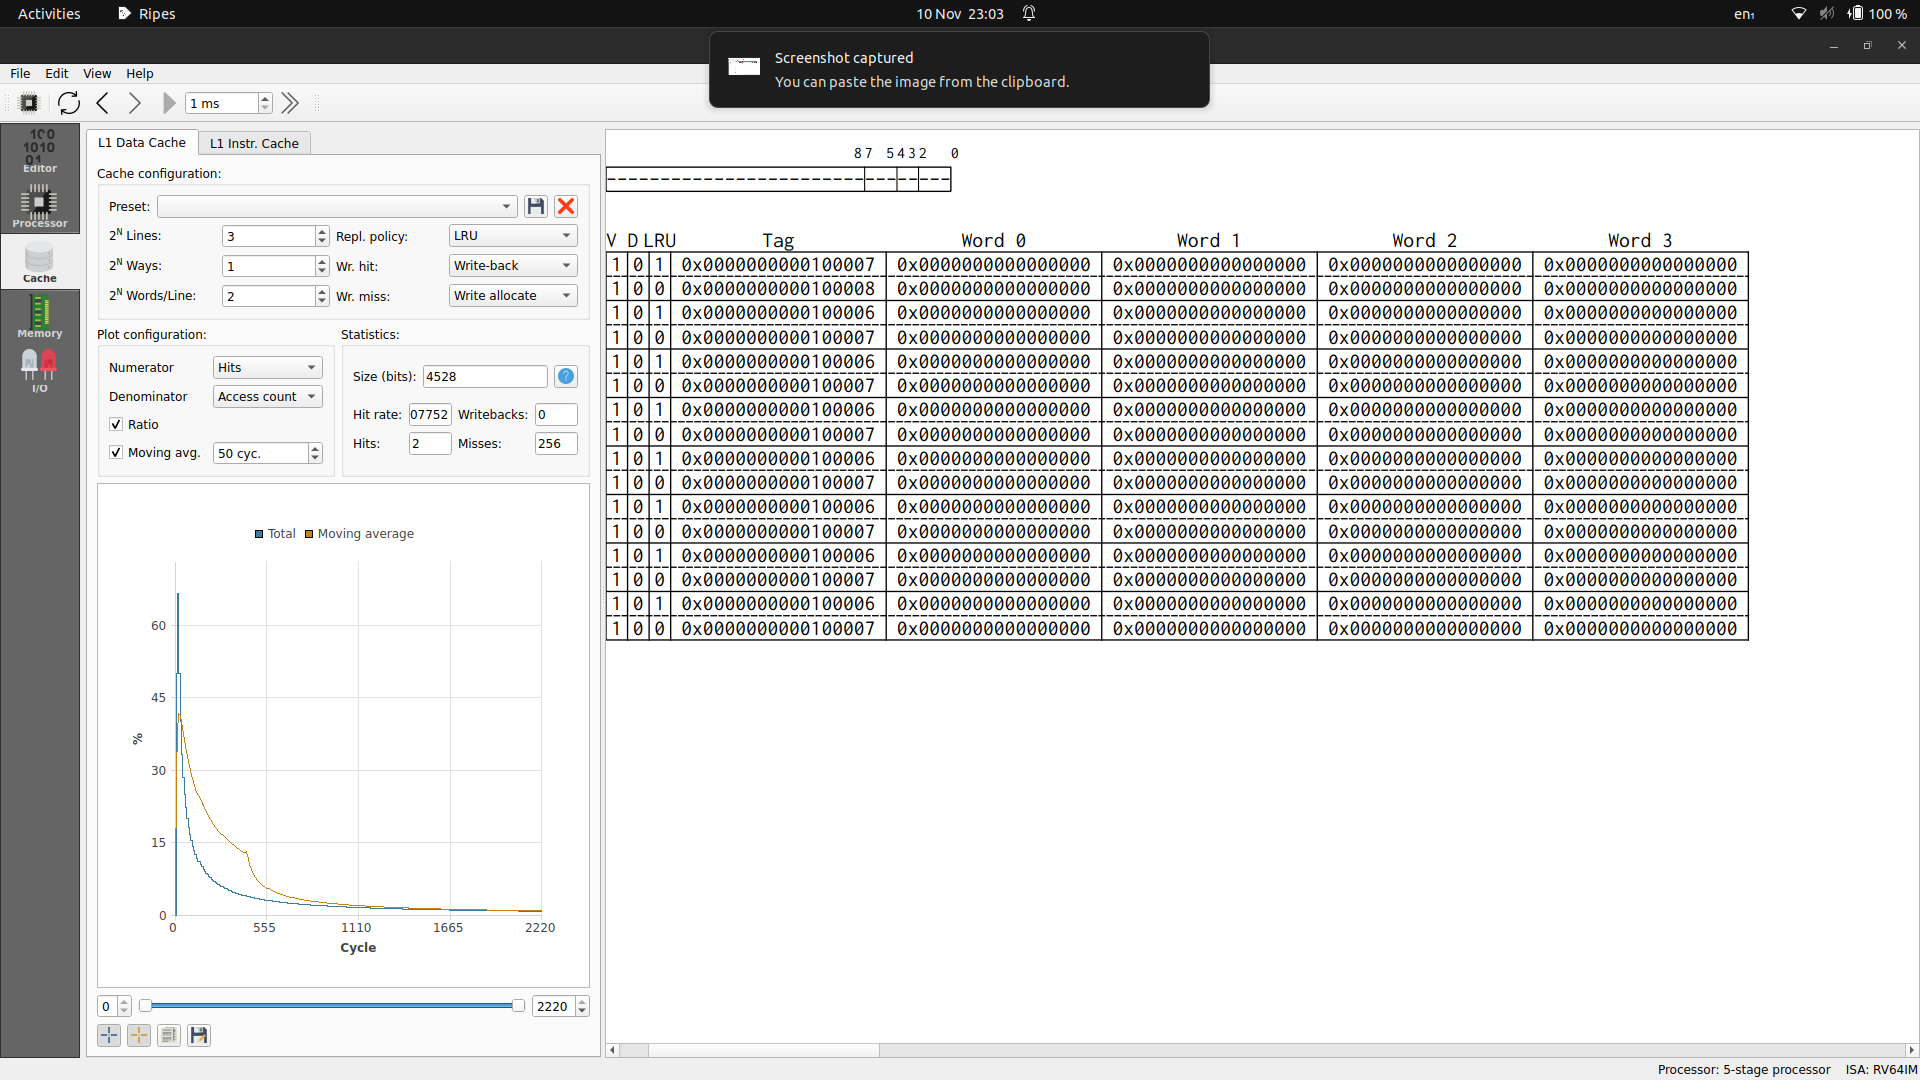 Activities Ripes 10 Nov 23:03 en₁ 100 %
Screenshot captured
You can paste the image from the clipboard.
File Edit View Help
1 ms
L1 Data Cache L1 Instr. Cache
Editor
Processor
Cache
Memory
I/O
Cache configuration:
Preset:
2ᴺ Lines: 3 Repl. policy: LRU
2ᴺ Ways: 1 Wr. hit: Write-back
2ᴺ Words/Line: 2 Wr. miss: Write allocate
Plot configuration:
Numerator Hits
Denominator Access count
Ratio
Moving avg. 50 cyc.
Statistics:
Size (bits): 4528
Hit rate: 07752 Writebacks: 0
Hits: 2 Misses: 256
Total Moving average
60
45
%
30
15
0
0 555 1110 1665 2220
Cycle
0 2220
8 7 5 4 3 2 0
V D LRU Tag Word 0 Word 1 Word 2 Word 3
1 0 1 0x0000000000100007 0x0000000000000000 0x0000000000000000 0x0000000000000000 0x0000000000000000
1 0 0 0x0000000000100008 0x0000000000000000 0x0000000000000000 0x0000000000000000 0x0000000000000000
1 0 1 0x0000000000100006 0x0000000000000000 0x0000000000000000 0x0000000000000000 0x0000000000000000
1 0 0 0x0000000000100007 0x0000000000000000 0x0000000000000000 0x0000000000000000 0x0000000000000000
1 0 1 0x0000000000100006 0x0000000000000000 0x0000000000000000 0x0000000000000000 0x0000000000000000
1 0 0 0x0000000000100007 0x0000000000000000 0x0000000000000000 0x0000000000000000 0x0000000000000000
1 0 1 0x0000000000100006 0x0000000000000000 0x0000000000000000 0x0000000000000000 0x0000000000000000
1 0 0 0x0000000000100007 0x0000000000000000 0x0000000000000000 0x0000000000000000 0x0000000000000000
1 0 1 0x0000000000100006 0x0000000000000000 0x0000000000000000 0x0000000000000000 0x0000000000000000
1 0 0 0x0000000000100007 0x0000000000000000 0x0000000000000000 0x0000000000000000 0x0000000000000000
1 0 1 0x0000000000100006 0x0000000000000000 0x0000000000000000 0x0000000000000000 0x0000000000000000
1 0 0 0x0000000000100007 0x0000000000000000 0x0000000000000000 0x0000000000000000 0x0000000000000000
1 0 1 0x0000000000100006 0x0000000000000000 0x0000000000000000 0x0000000000000000 0x0000000000000000
1 0 0 0x0000000000100007 0x0000000000000000 0x0000000000000000 0x0000000000000000 0x0000000000000000
1 0 1 0x0000000000100006 0x0000000000000000 0x0000000000000000 0x0000000000000000 0x0000000000000000
1 0 0 0x0000000000100007 0x0000000000000000 0x0000000000000000 0x0000000000000000 0x0000000000000000
Processor: 5-stage processor ISA: RV64IM